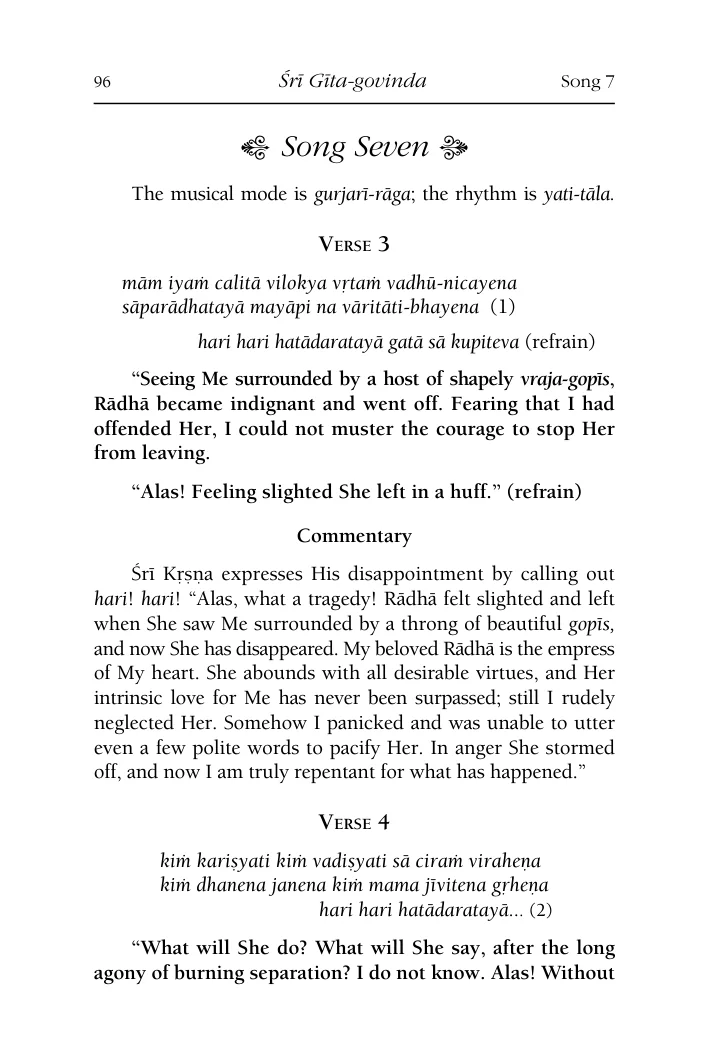 96 Śrī Gīta-govinda Song 7
Song Seven
The musical mode is gurjarī-rāga; the rhythm is yati-tāla.
Verse 3
mām iyaṁ calitā vilokya vṛtaṁ vadhū-nicayena
sāparādhatayā mayāpi na vāritāti-bhayena (1)
hari hari hatādaratayā gatā sā kupiteva (refrain)
“Seeing Me surrounded by a host of shapely vraja-gopīs,
Rādhā became indignant and went off. Fearing that I had
offended Her, I could not muster the courage to stop Her
from leaving.
“Alas! Feeling slighted She left in a huff.” (refrain)
Commentary
Śrī Kṛṣṇa expresses His disappointment by calling out
hari! hari! “Alas, what a tragedy! Rādhā felt slighted and left
when She saw Me surrounded by a throng of beautiful gopīs,
and now She has disappeared. My beloved Rādhā is the empress
of My heart. She abounds with all desirable virtues, and Her
intrinsic love for Me has never been surpassed; still I rudely
neglected Her. Somehow I panicked and was unable to utter
even a few polite words to pacify Her. In anger She stormed
off, and now I am truly repentant for what has happened.”
Verse 4
kiṁ kariṣyati kiṁ vadiṣyati sā ciraṁ viraheṇa
kiṁ dhanena janena kiṁ mama jīvitena gṛheṇa
hari hari hatādaratayā... (2)
“What will She do? What will She say, after the long
agony of burning separation? I do not know. Alas! Without